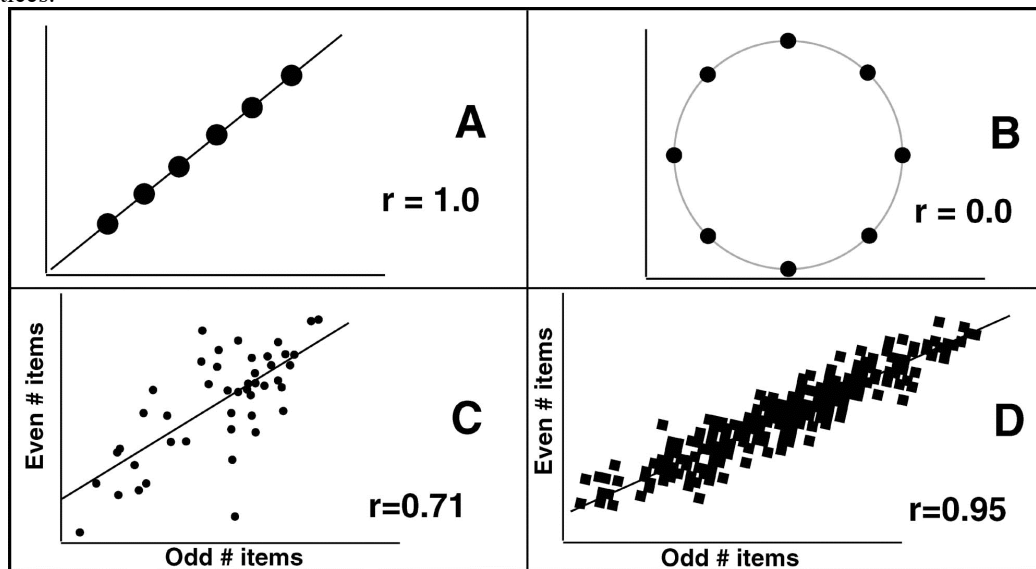 A
r = 1.0
B
r = 0.0
Even # items
C
r=0.71
Odd # items
Even # items
D
r=0.95
Odd # items